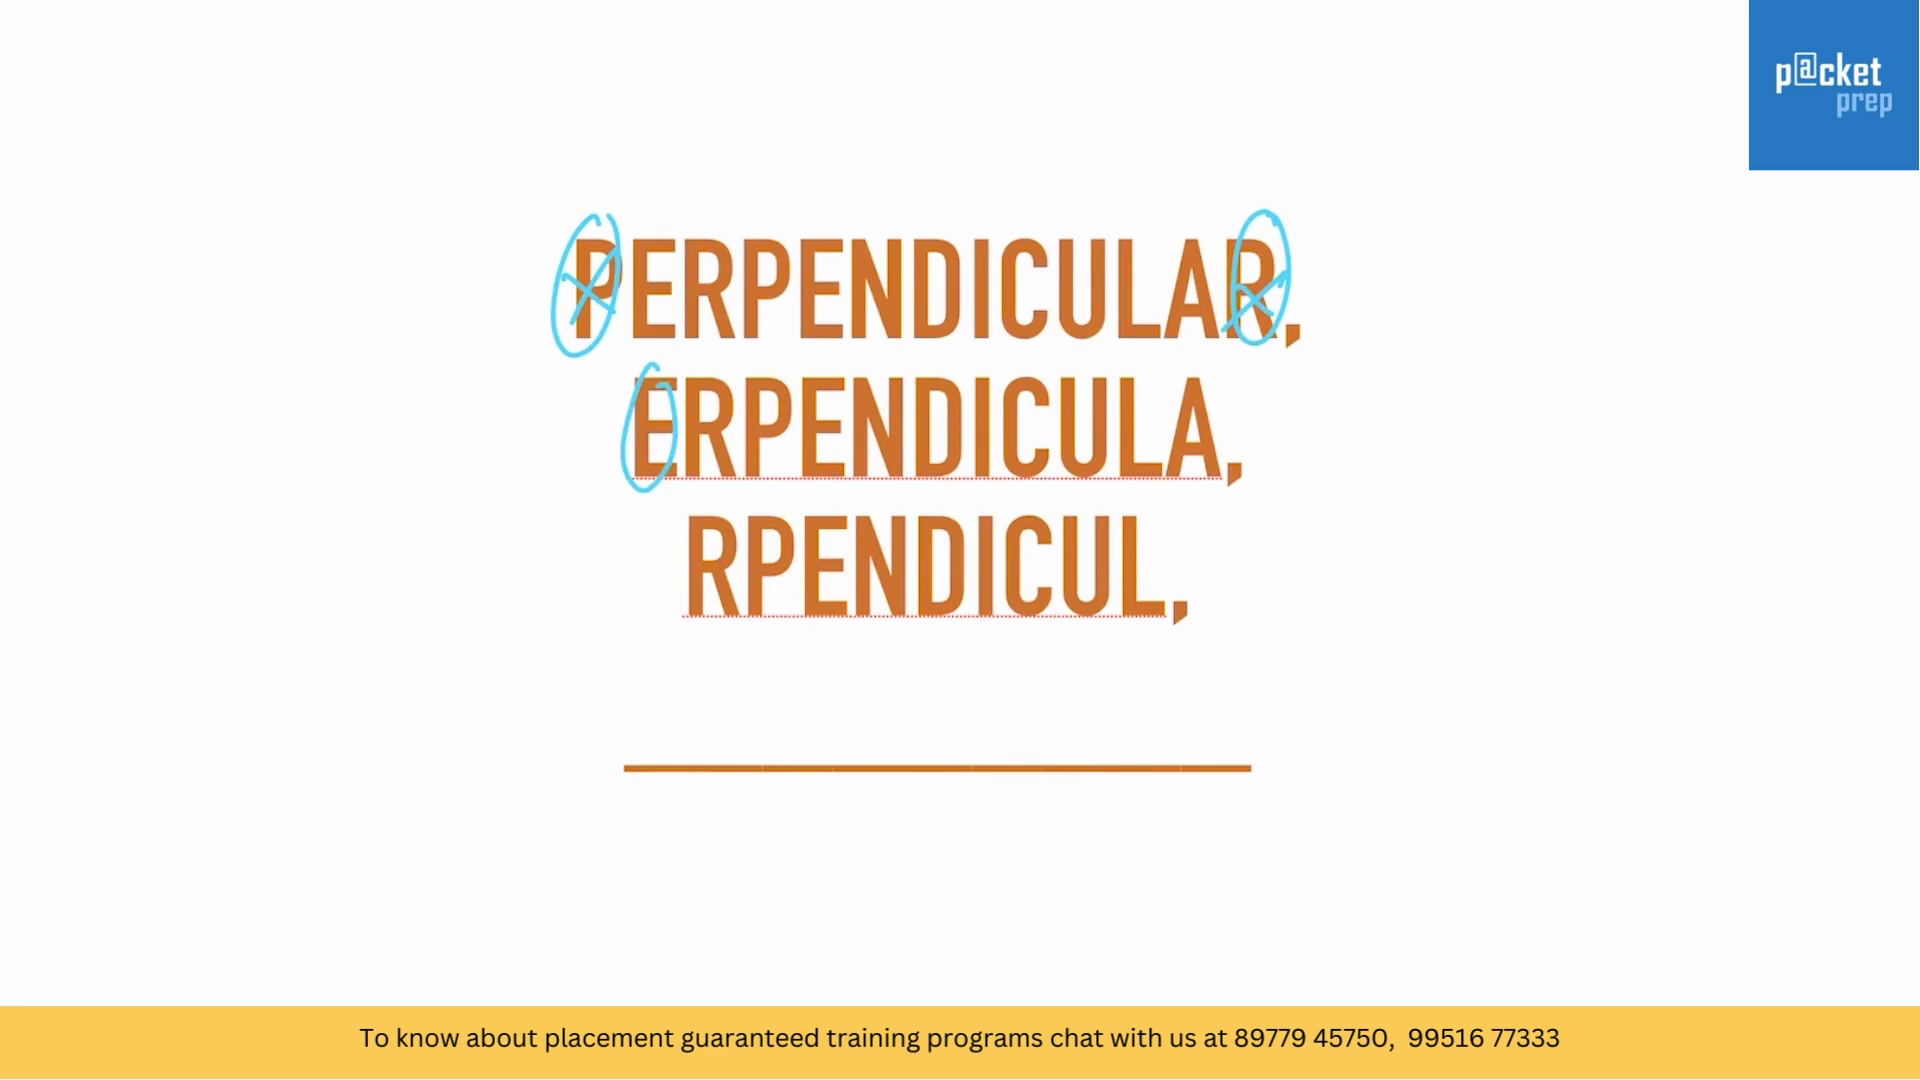 p@cket
prep
PERPENDICULAR,
ERPENDICULA,
RPENDICUL,
To know about placement guaranteed training programs chat with us at 89779 45750, 99516 77333